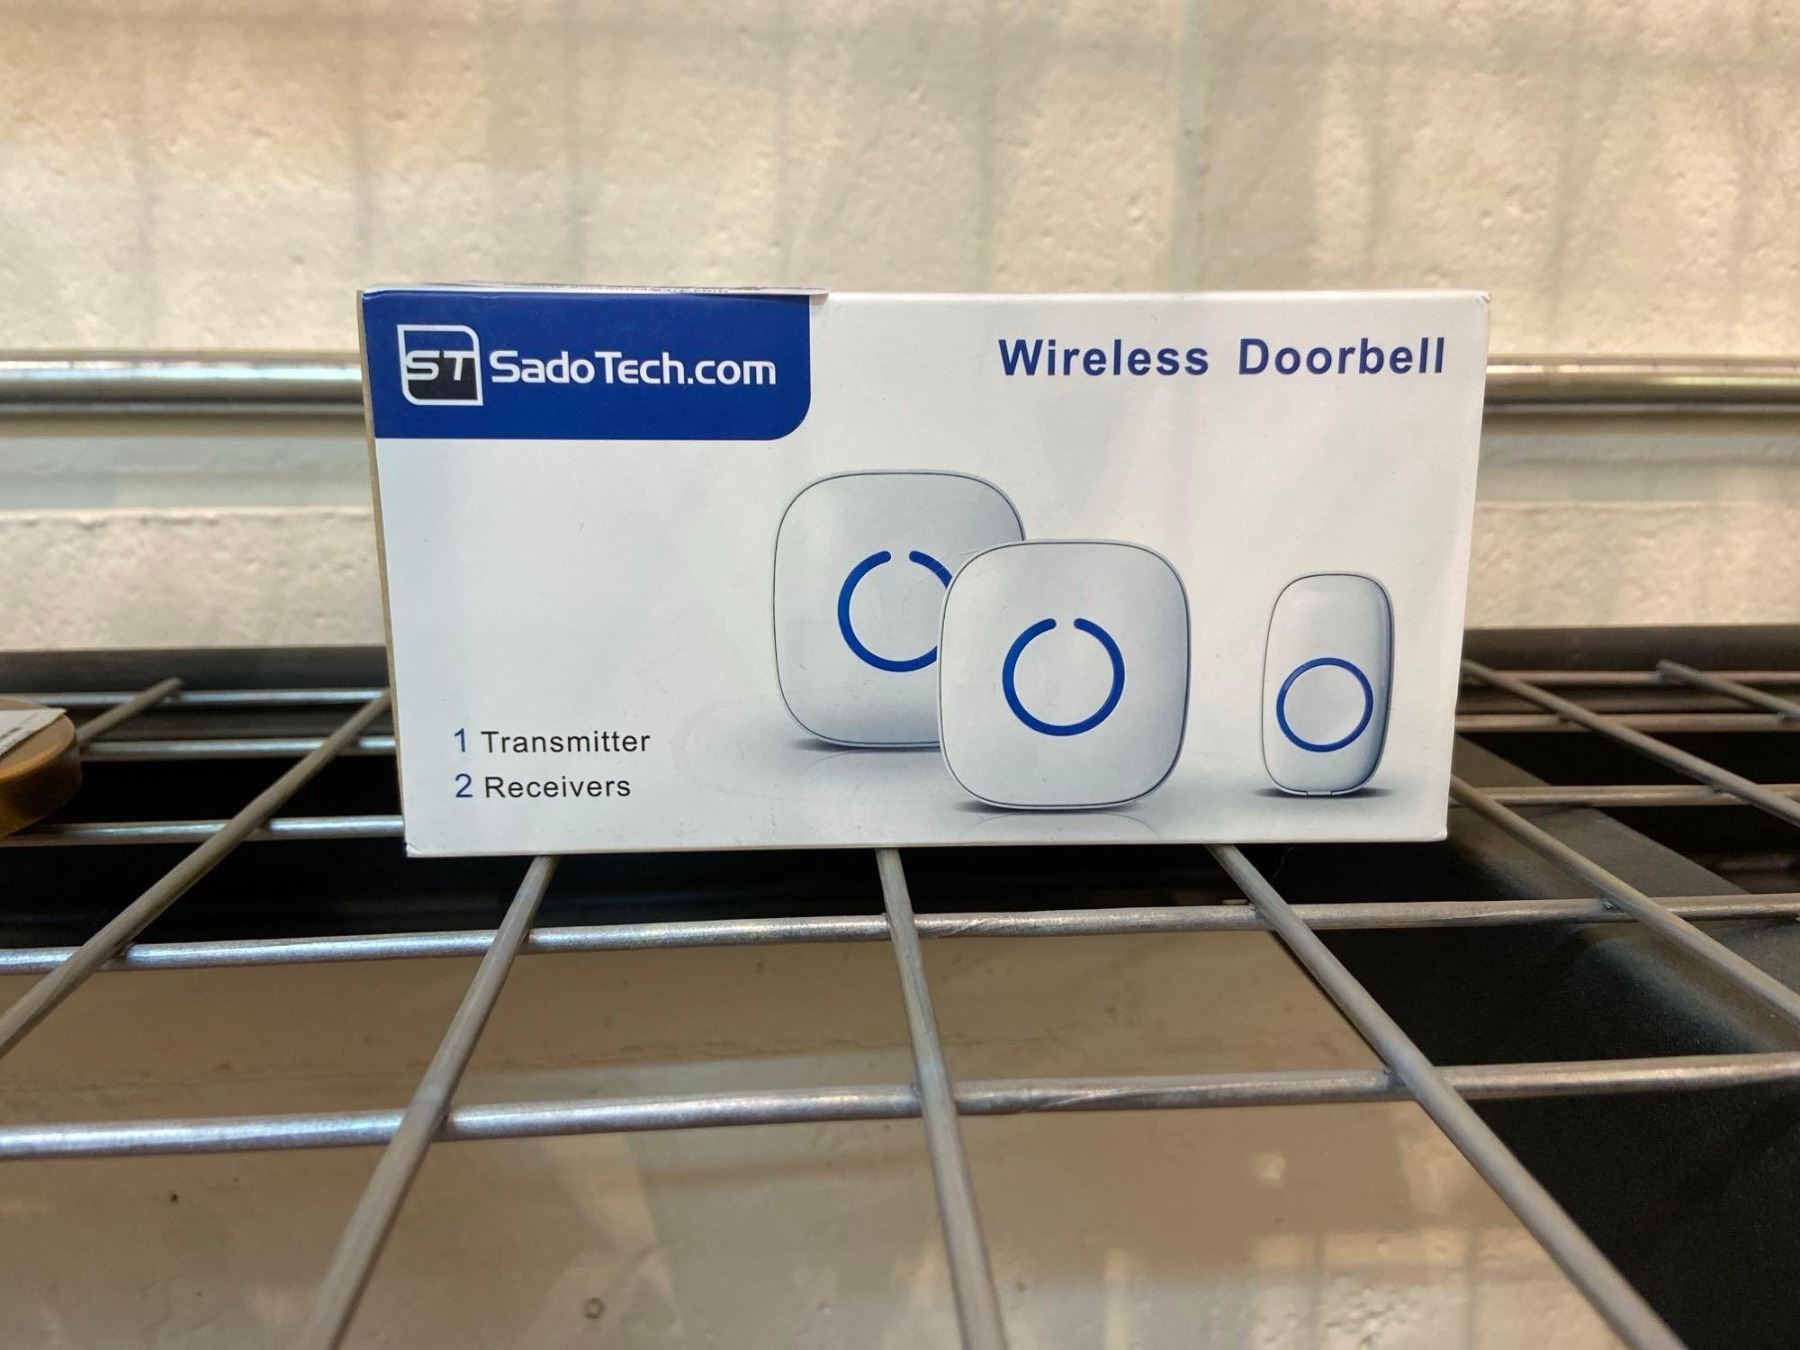 ST SadoTech.com
Wireless Doorbell
1 Transmitter
2 Receivers